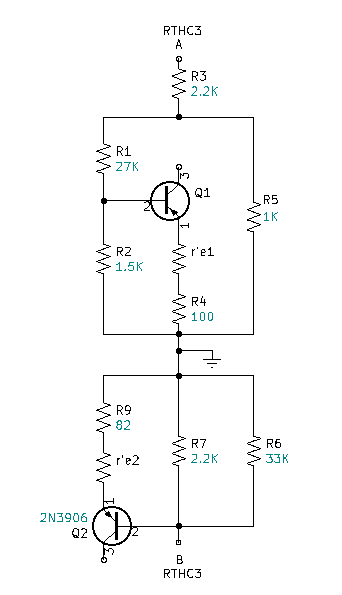 RTHC3
A
R3
2.2K
R1
27K
3
Q1
2
R5
1K
1
R2
1.5K
r'e1
R4
100
R9
82
r'e2
R7
2.2K
R6
33K
1
2N3906
Q2
2
3
B
RTHC3